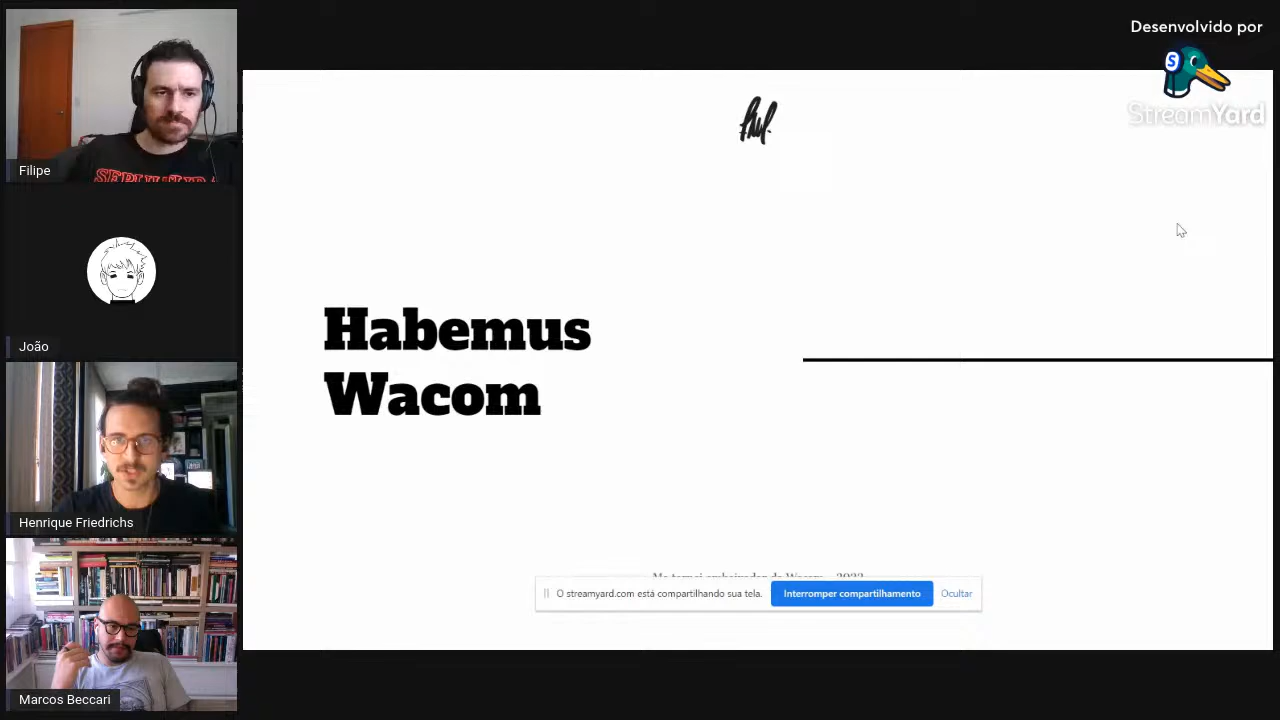 Desenvolvido por
StreamYard
Filipe
João
Henrique Friedrichs
Marcos Beccari
Habemus
Wacom
O streamyard.com está compartilhando sua tela.
Interromper compartilhamento
Ocultar